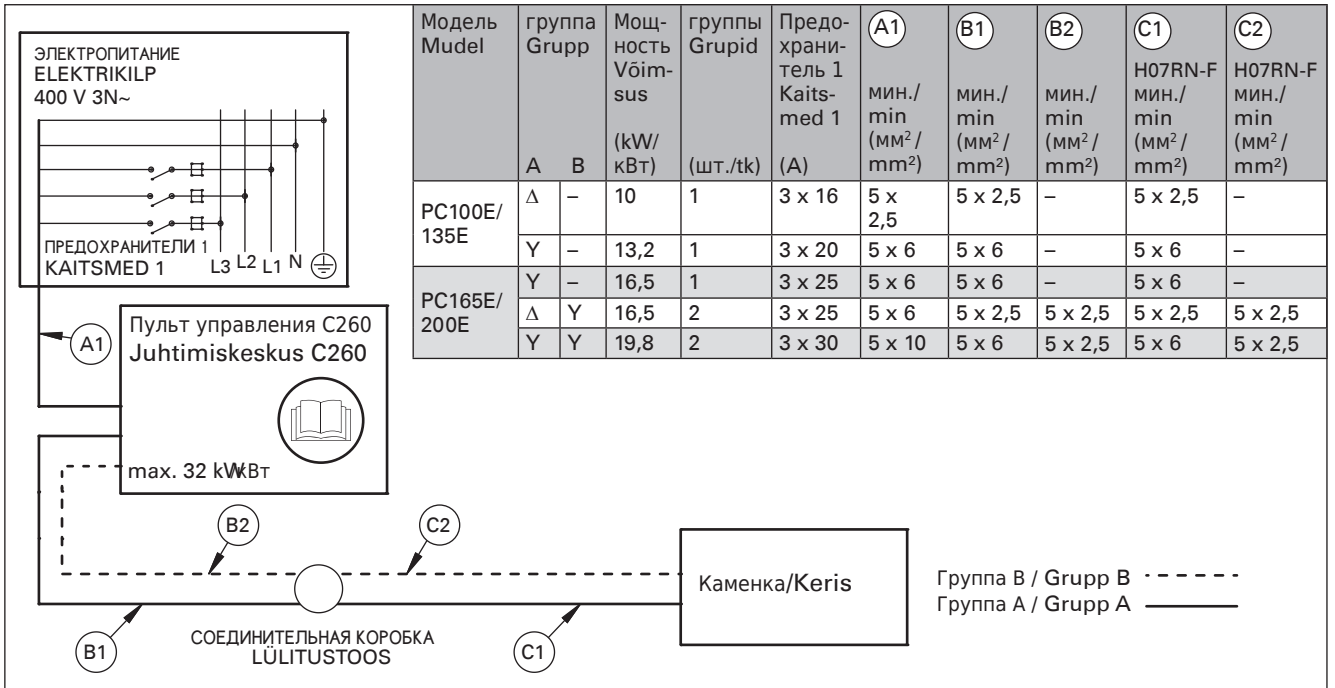 ЭЛЕКТРОПИТАНИЕ
ELEKTRIKILP
400 V 3N~
ПРЕДОХРАНИТЕЛИ 1
KAITSMED 1
L3 L2 L1 N
A1
Пульт управления C260
Juhtimiskeskus C260
max. 32 kW/кВт
B2
C2
Каменка/Keris
B1
СОЕДИНИТЕЛЬНАЯ КОРОБКА
LÜLITUSTOOS
C1
Группа B / Grupp B
Группа A / Grupp A
Модель Mudel | группа Grupp A B | Мощ-ность Võim-sus (kW/кВт) | группы Grupid (шт./tk) | Предо-храни-тель 1 Kaits-med 1 (A) | A1 мин./min (мм²/mm²) | B1 мин./min (мм²/mm²) | B2 мин./min (мм²/mm²) | C1 H07RN-F мин./min (мм²/mm²) | C2 H07RN-F мин./min (мм²/mm²)
PC100E/135E | Δ | – | 10 | 1 | 3 x 16 | 5 x 2,5 | 5 x 2,5 | – | 5 x 2,5 | –
Y | – | 13,2 | 1 | 3 x 20 | 5 x 6 | 5 x 6 | – | 5 x 6 | –
PC165E/200E | Y | – | 16,5 | 1 | 3 x 25 | 5 x 6 | 5 x 6 | – | 5 x 6 | –
Δ | Y | 16,5 | 2 | 3 x 25 | 5 x 6 | 5 x 2,5 | 5 x 2,5 | 5 x 2,5 | 5 x 2,5
Y | Y | 19,8 | 2 | 3 x 30 | 5 x 10 | 5 x 6 | 5 x 2,5 | 5 x 6 | 5 x 2,5